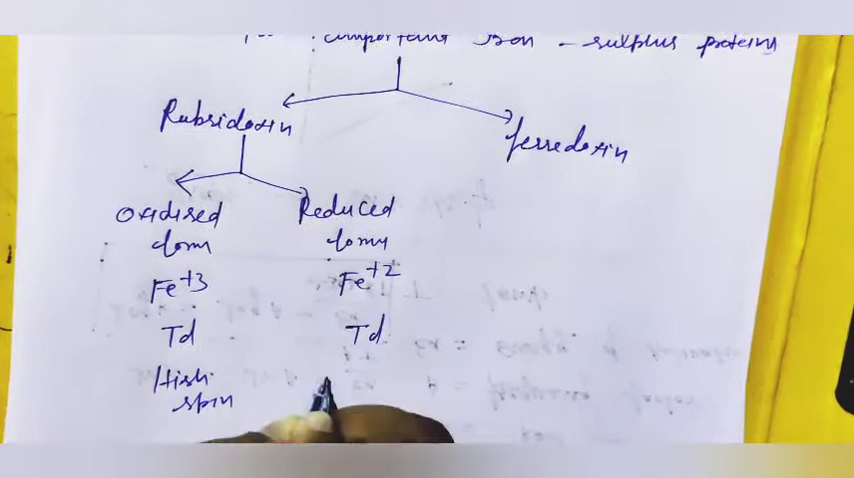 important Iron - sulphur proteins
Rubridoxin
ferredoxin
Oxidised Reduced
form form
Fe+3 Fe+2
Td Td
High
spin